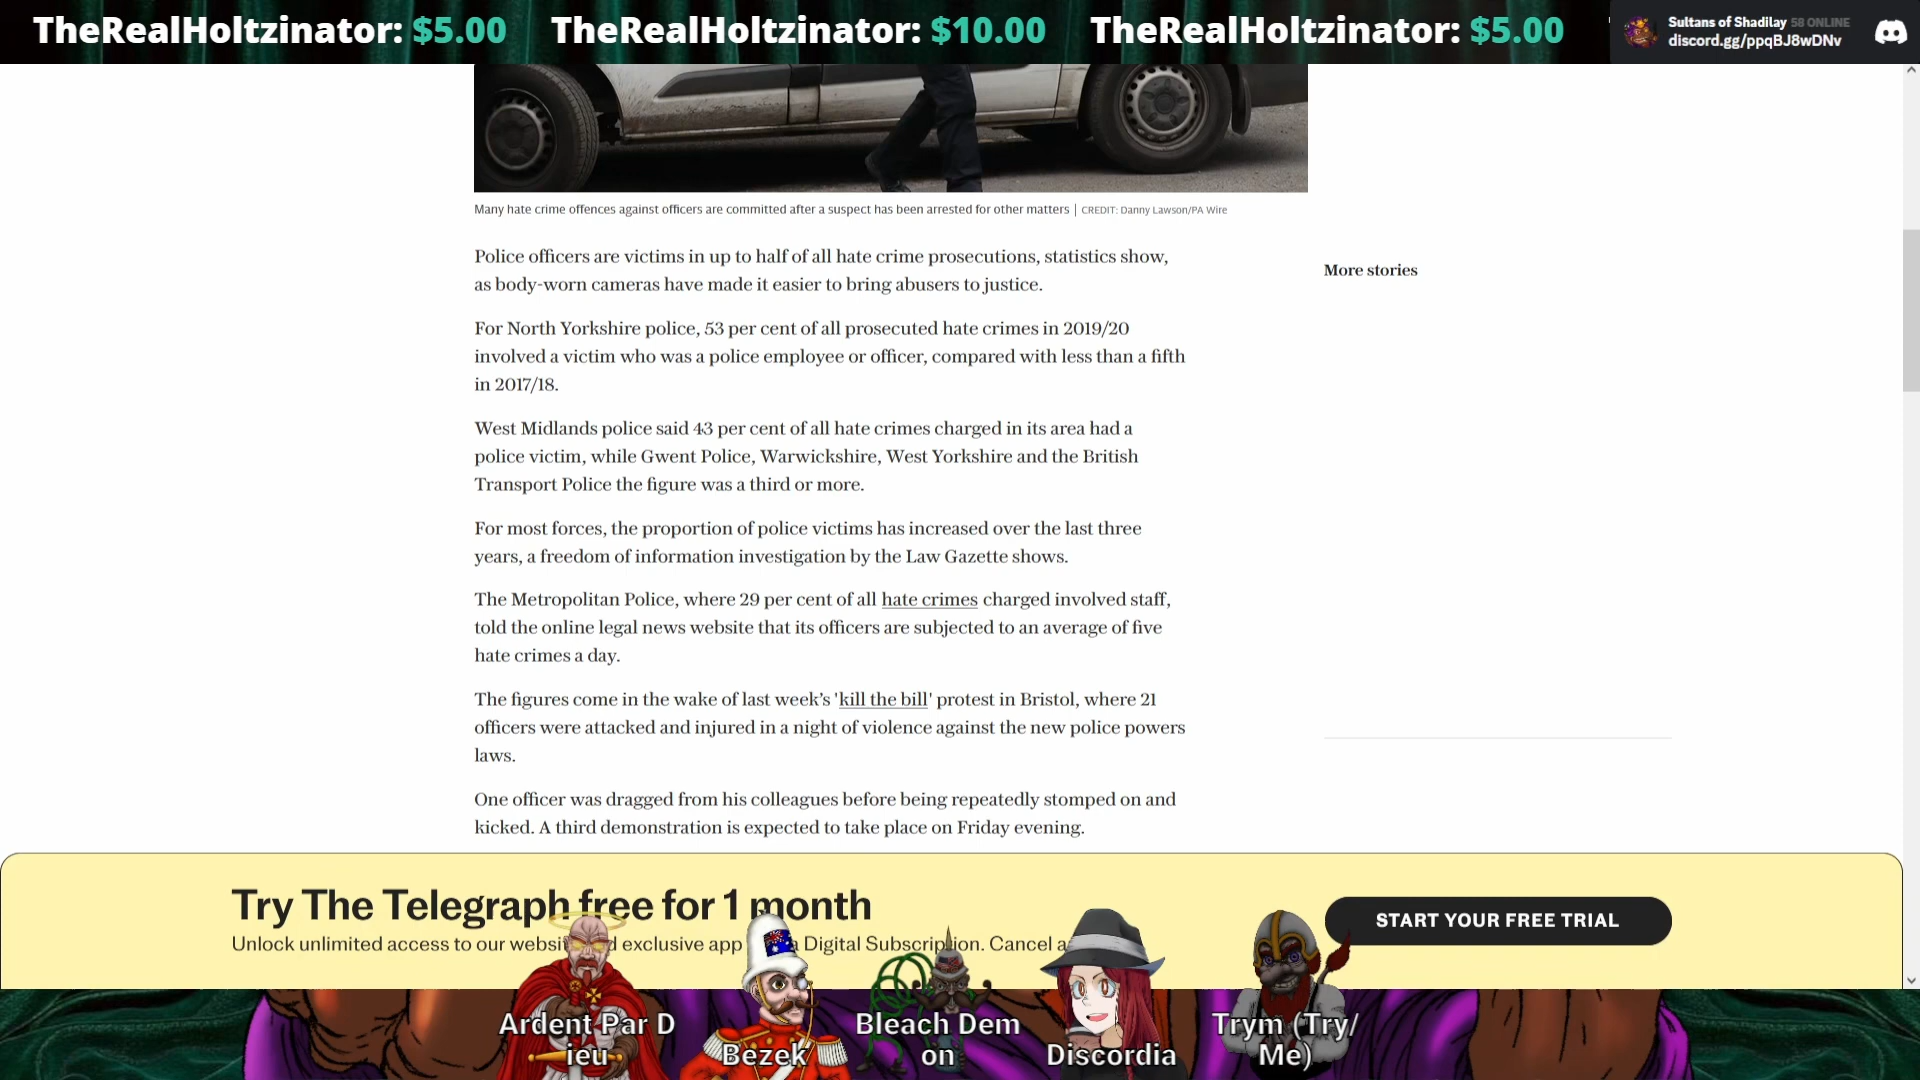 TheRealHoltzinator: $5.00 TheRealHoltzinator: $10.00 TheRealHoltzinator: $5.00
Sultans of Shadilay 58 ONLINE
discord.gg/ppqBJ8wDNv
Many hate crime offences against officers are committed after a suspect has been arrested for other matters | CREDIT: Danny Lawson/PA Wire
Police officers are victims in up to half of all hate crime prosecutions, statistics show,
as body-worn cameras have made it easier to bring abusers to justice.
More stories
For North Yorkshire police, 53 per cent of all prosecuted hate crimes in 2019/20
involved a victim who was a police employee or officer, compared with less than a fifth
in 2017/18.
West Midlands police said 43 per cent of all hate crimes charged in its area had a
police victim, while Gwent Police, Warwickshire, West Yorkshire and the British
Transport Police the figure was a third or more.
For most forces, the proportion of police victims has increased over the last three
years, a freedom of information investigation by the Law Gazette shows.
The Metropolitan Police, where 29 per cent of all hate crimes charged involved staff,
told the online legal news website that its officers are subjected to an average of five
hate crimes a day.
The figures come in the wake of last week's 'kill the bill' protest in Bristol, where 21
officers were attacked and injured in a night of violence against the new police powers
laws.
One officer was dragged from his colleagues before being repeatedly stomped on and
kicked. A third demonstration is expected to take place on Friday evening.
Try The Telegraph free for 1 month
START YOUR FREE TRIAL
Unlock unlimited access to our exclusive app Digital Subscription. Cancel
Ardent Par D
ieu
Bezek
Bleach Dem
on
Discordia
Trym (Try/
Me)